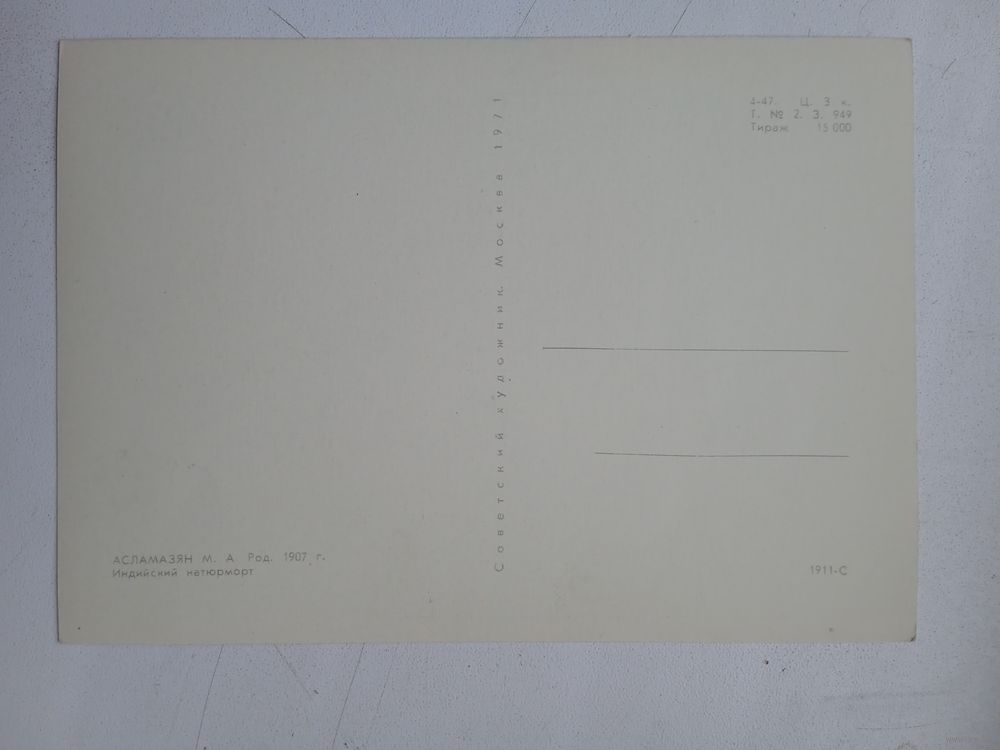 4-47. Ц. 3 к.
Т. № 2. З. 949
Тираж 15 000
Советский художник. Москва 1971
АСЛАМАЗЯН М. А. Род. 1907 г.
Индийский натюрморт
1911-С